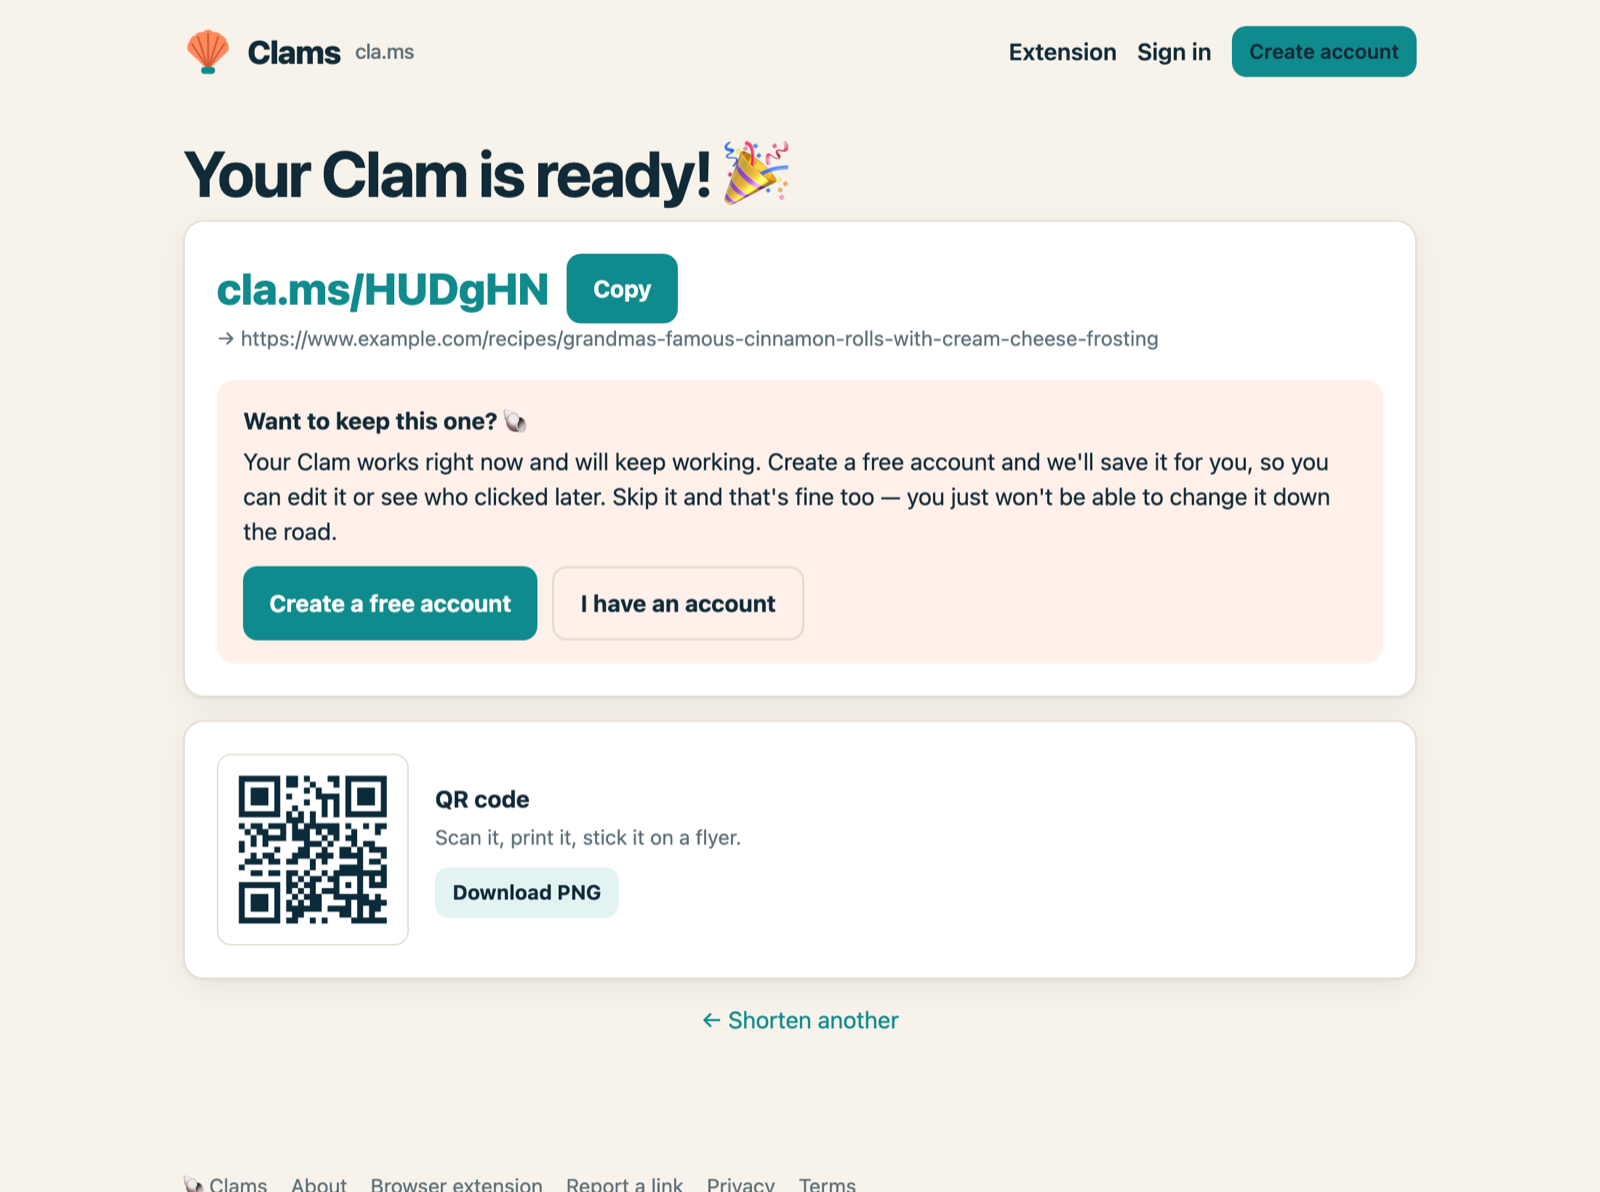 Clams cla.ms
Extension Sign in Create account
Your Clam is ready!
cla.ms/HUDgHN Copy
→ https://www.example.com/recipes/grandmas-famous-cinnamon-rolls-with-cream-cheese-frosting
Want to keep this one?
Your Clam works right now and will keep working. Create a free account and we'll save it for you, so you
can edit it or see who clicked later. Skip it and that's fine too — you just won't be able to change it down
the road.
Create a free account I have an account
QR code
Scan it, print it, stick it on a flyer.
Download PNG
← Shorten another
Clams About Browser extension Report a link Privacy Terms